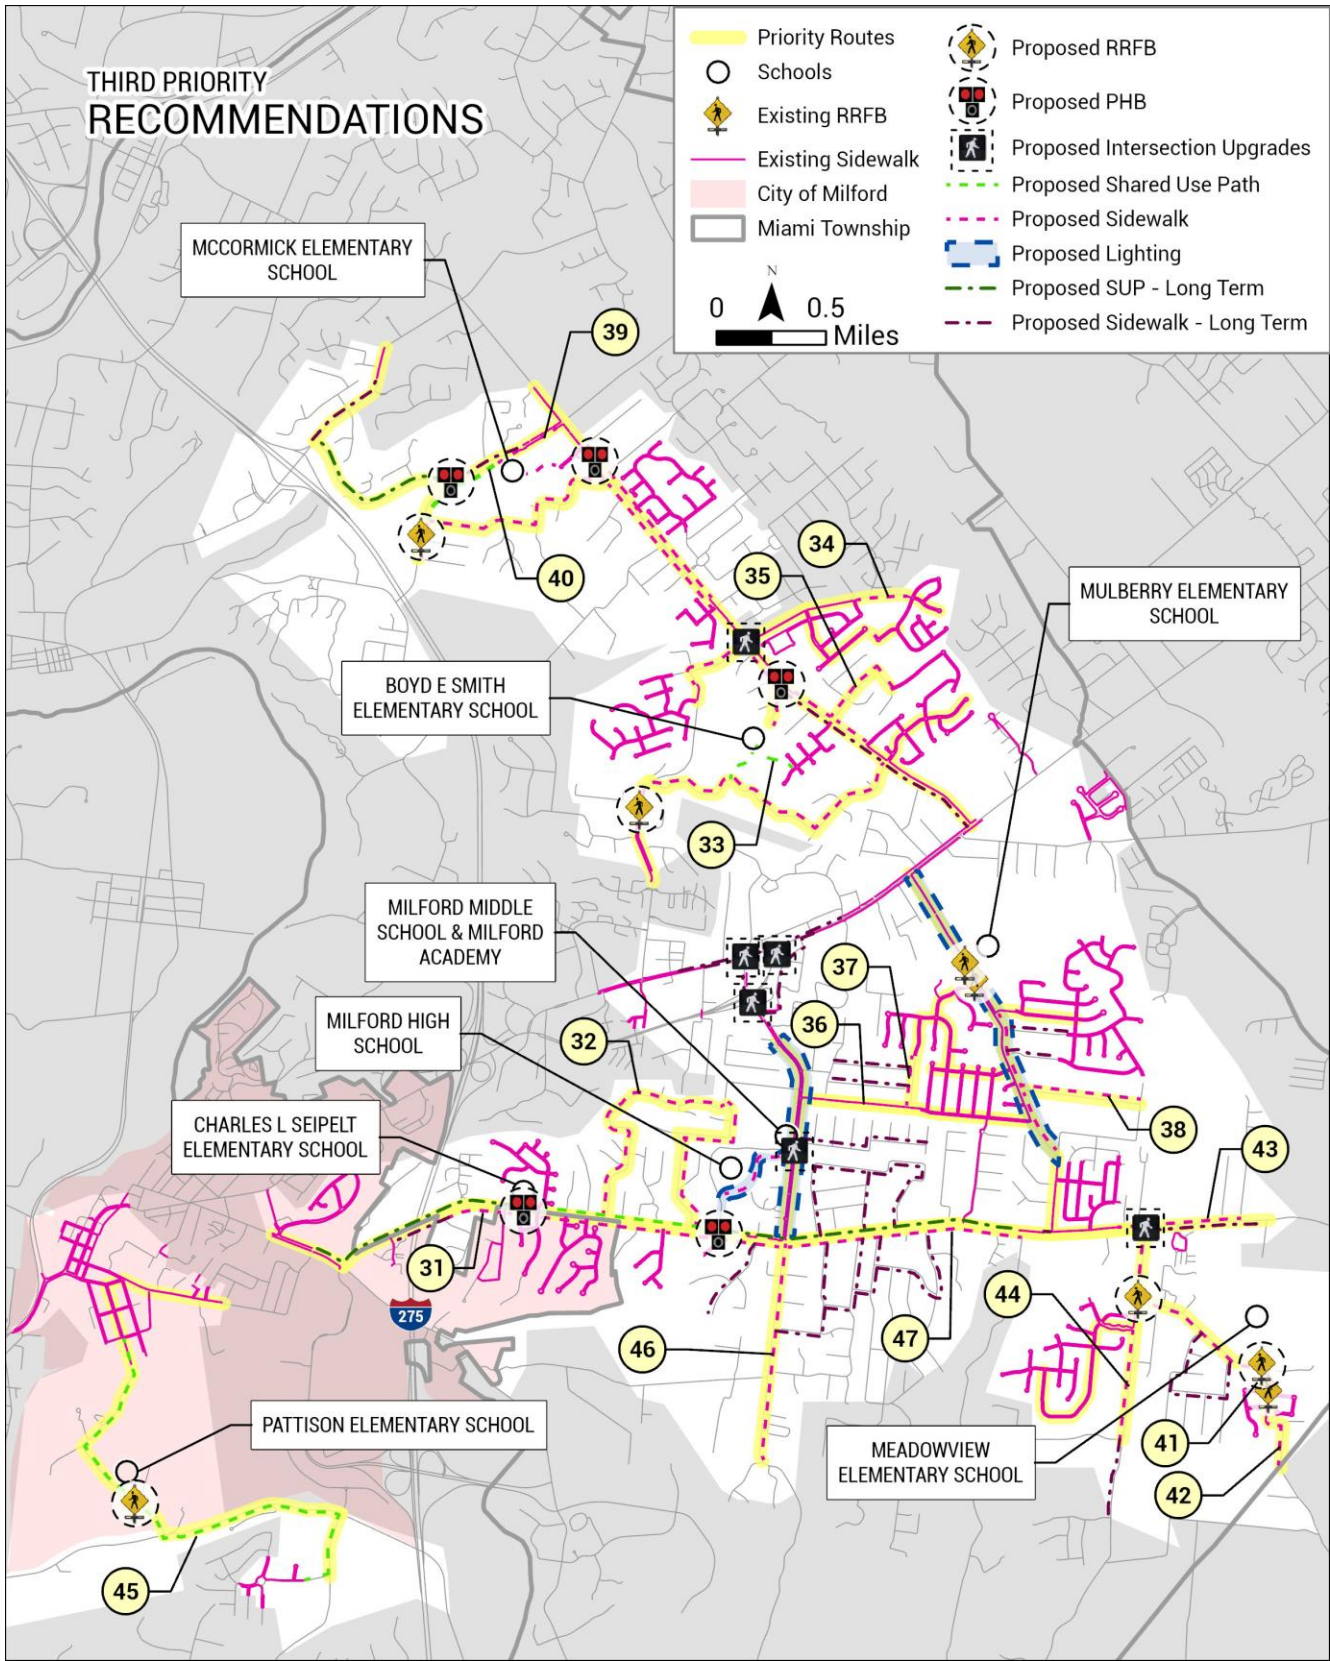 THIRD PRIORITY
RECOMMENDATIONS
Priority Routes
Schools
Existing RRFB
Existing Sidewalk
City of Milford
Miami Township
N
0 0.5
Miles
Proposed RRFB
Proposed PHB
Proposed Intersection Upgrades
Proposed Shared Use Path
Proposed Sidewalk
Proposed Lighting
Proposed SUP - Long Term
Proposed Sidewalk - Long Term
MCCORMICK ELEMENTARY
SCHOOL
39
40
34
35
MULBERRY ELEMENTARY
SCHOOL
BOYD E SMITH
ELEMENTARY SCHOOL
33
MILFORD MIDDLE
SCHOOL & MILFORD
ACADEMY
37
36
32
MILFORD HIGH
SCHOOL
CHARLES L SEIPELT
ELEMENTARY SCHOOL
38
43
31
275
44
46
47
PATTISON ELEMENTARY SCHOOL
MEADOWVIEW
ELEMENTARY SCHOOL
41
42
45